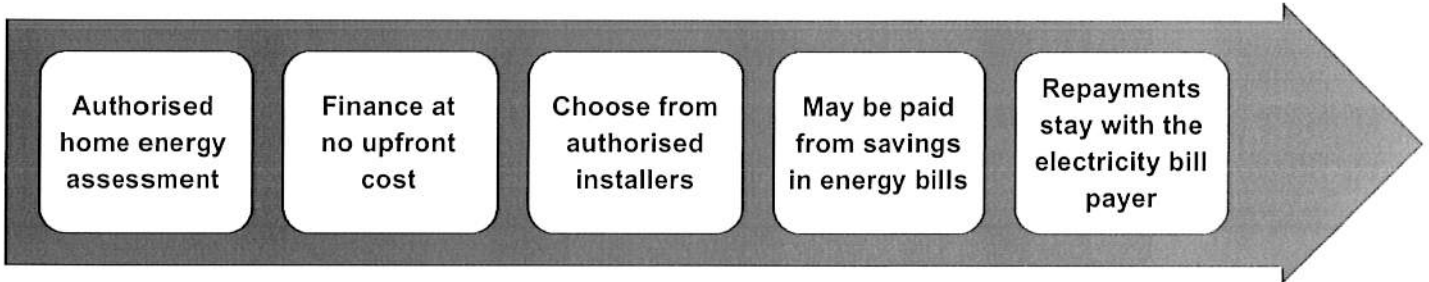 Authorised
home energy
assessment
Finance at
no upfront
cost
Choose from
authorised
installers
May be paid
from savings
in energy bills
Repayments
stay with the
electricity bill
payer